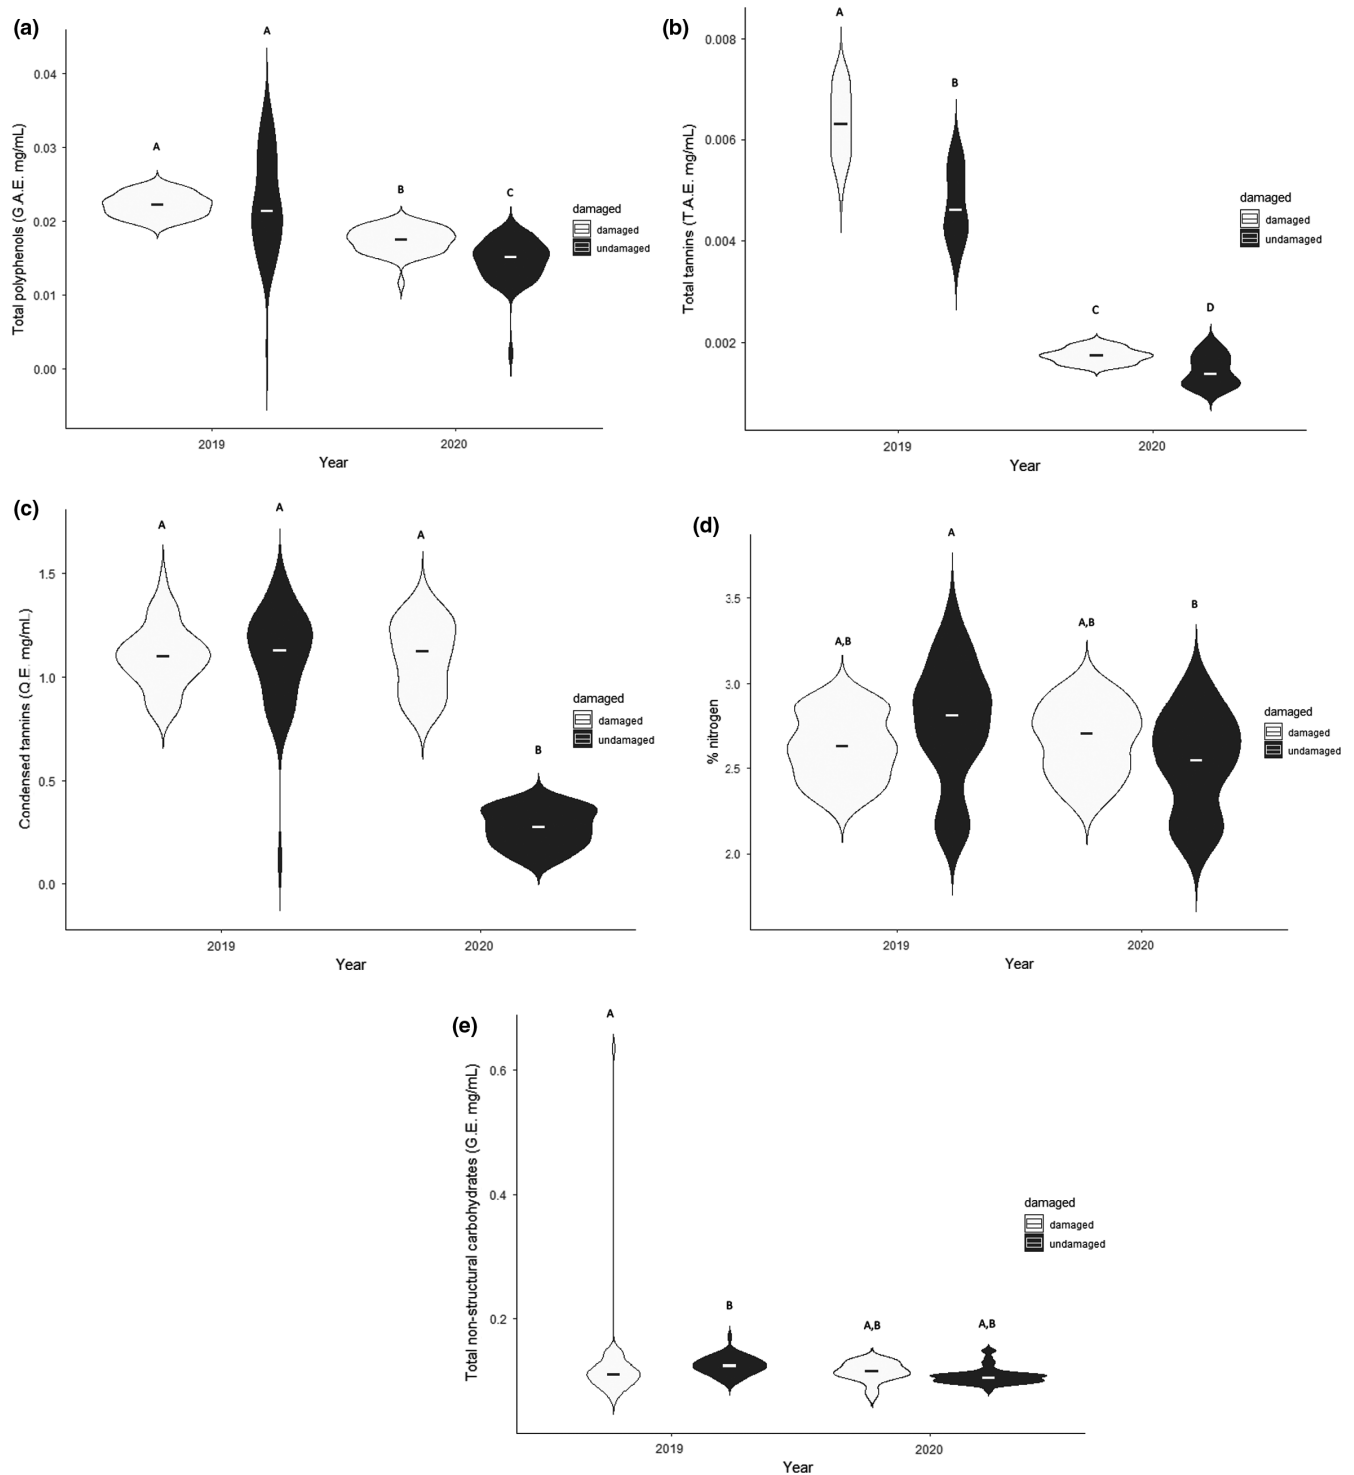 (a)
A
A
B
C
0.04
0.03
0.02
0.01
0.00
Total polyphenols (G.A.E. mg/mL)
2019
2020
Year
damaged
damaged
undamaged
(b)
A
B
C
D
0.008
0.006
0.004
0.002
Total tannins (T.A.E. mg/mL)
2019
2020
Year
damaged
damaged
undamaged
(c)
A
A
A
B
1.5
1.0
0.5
0.0
Condensed tannins (Q.E. mg/mL)
2019
2020
Year
damaged
damaged
undamaged
(d)
A,B
A
A,B
B
3.5
3.0
2.5
2.0
% nitrogen
2019
2020
Year
damaged
damaged
undamaged
(e)
A
B
A,B
A,B
0.6
0.4
0.2
Total non-structural carbohydrates (G.E. mg/mL)
2019
2020
Year
damaged
damaged
undamaged